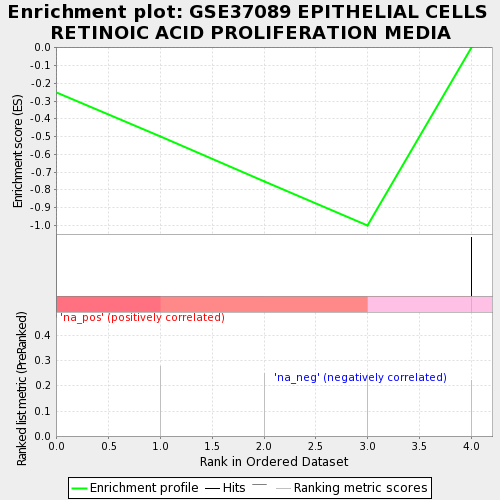 Enrichment plot: GSE37089 EPITHELIAL CELLS
RETINOIC ACID PROLIFERATION MEDIA
Enrichment score (ES)
0.0
-0.1
-0.2
-0.3
-0.4
-0.5
-0.6
-0.7
-0.8
-0.9
-1.0
'na_pos' (positively correlated)
'na_neg' (negatively correlated)
Ranked list metric (PreRanked)
0.4
0.3
0.2
0.1
0.0
0.0 0.5 1.0 1.5 2.0 2.5 3.0 3.5 4.0
Rank in Ordered Dataset
Enrichment profile Hits Ranking metric scores